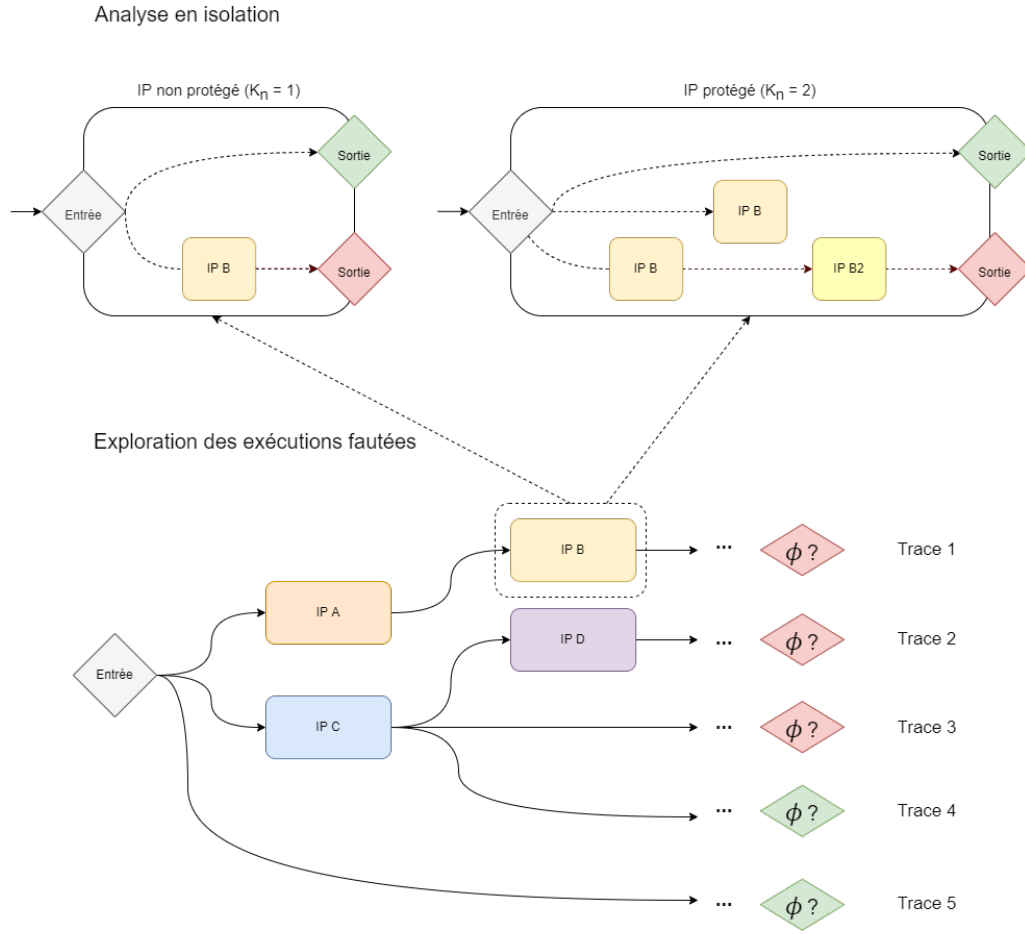 Analyse en isolation
IP non protégé (Kn = 1)
IP protégé (Kn = 2)
Sortie
Sortie
Entrée
IP B
Entrée
IP B
Sortie
IP B
IP B2
Sortie
Exploration des exécutions fautées
IP B
... ϕ ? Trace 1
IP A
IP D
... ϕ ? Trace 2
Entrée
IP C
... ϕ ? Trace 3
... ϕ ? Trace 4
... ϕ ? Trace 5